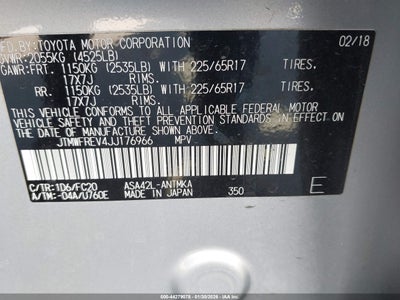 MFD.BY:TOYOTA MOTOR CORPORATION 02/18
GVWR:2055KG (4525LB)
GAWR:FRT. 1150KG (2535LB) WITH 225/65R17 TIRES.
17X7J RIMS.
RR. 1150KG (2535LB) WITH 225/65R17 TIRES.
17X7J RIMS.
THIS VEHICLE CONFORMS TO ALL APPLICABLE FEDERAL MOTOR
VEHICLE SAFETY AND BUMPER STANDARDS IN EFFECT ON THE
DATE OF MANUFACTURE SHOWN ABOVE.
JTMWFREV4JJ176966 MPV
C/TR:1D6/FC20 ASA42L-ANTMKA
A/TM:-04A/U760E MADE IN JAPAN 350 E